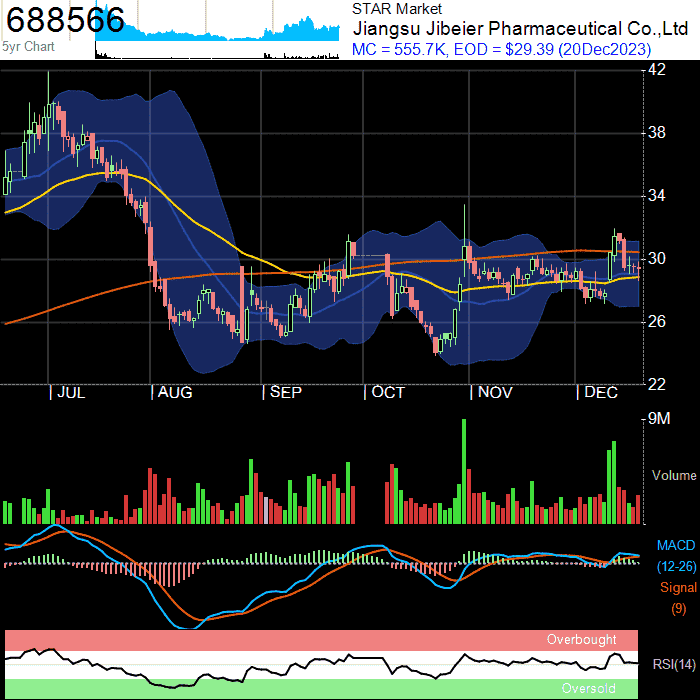 688566
5yr Chart
STAR Market
Jiangsu Jibeier Pharmaceutical Co.,Ltd
MC = 555.7K, EOD = $29.39 (20Dec2023)
42
38
34
30
26
22
JUL AUG SEP OCT NOV DEC
9M
Volume
MACD
(12-26)
Signal
(9)
Overbought
RSI(14)
Oversold